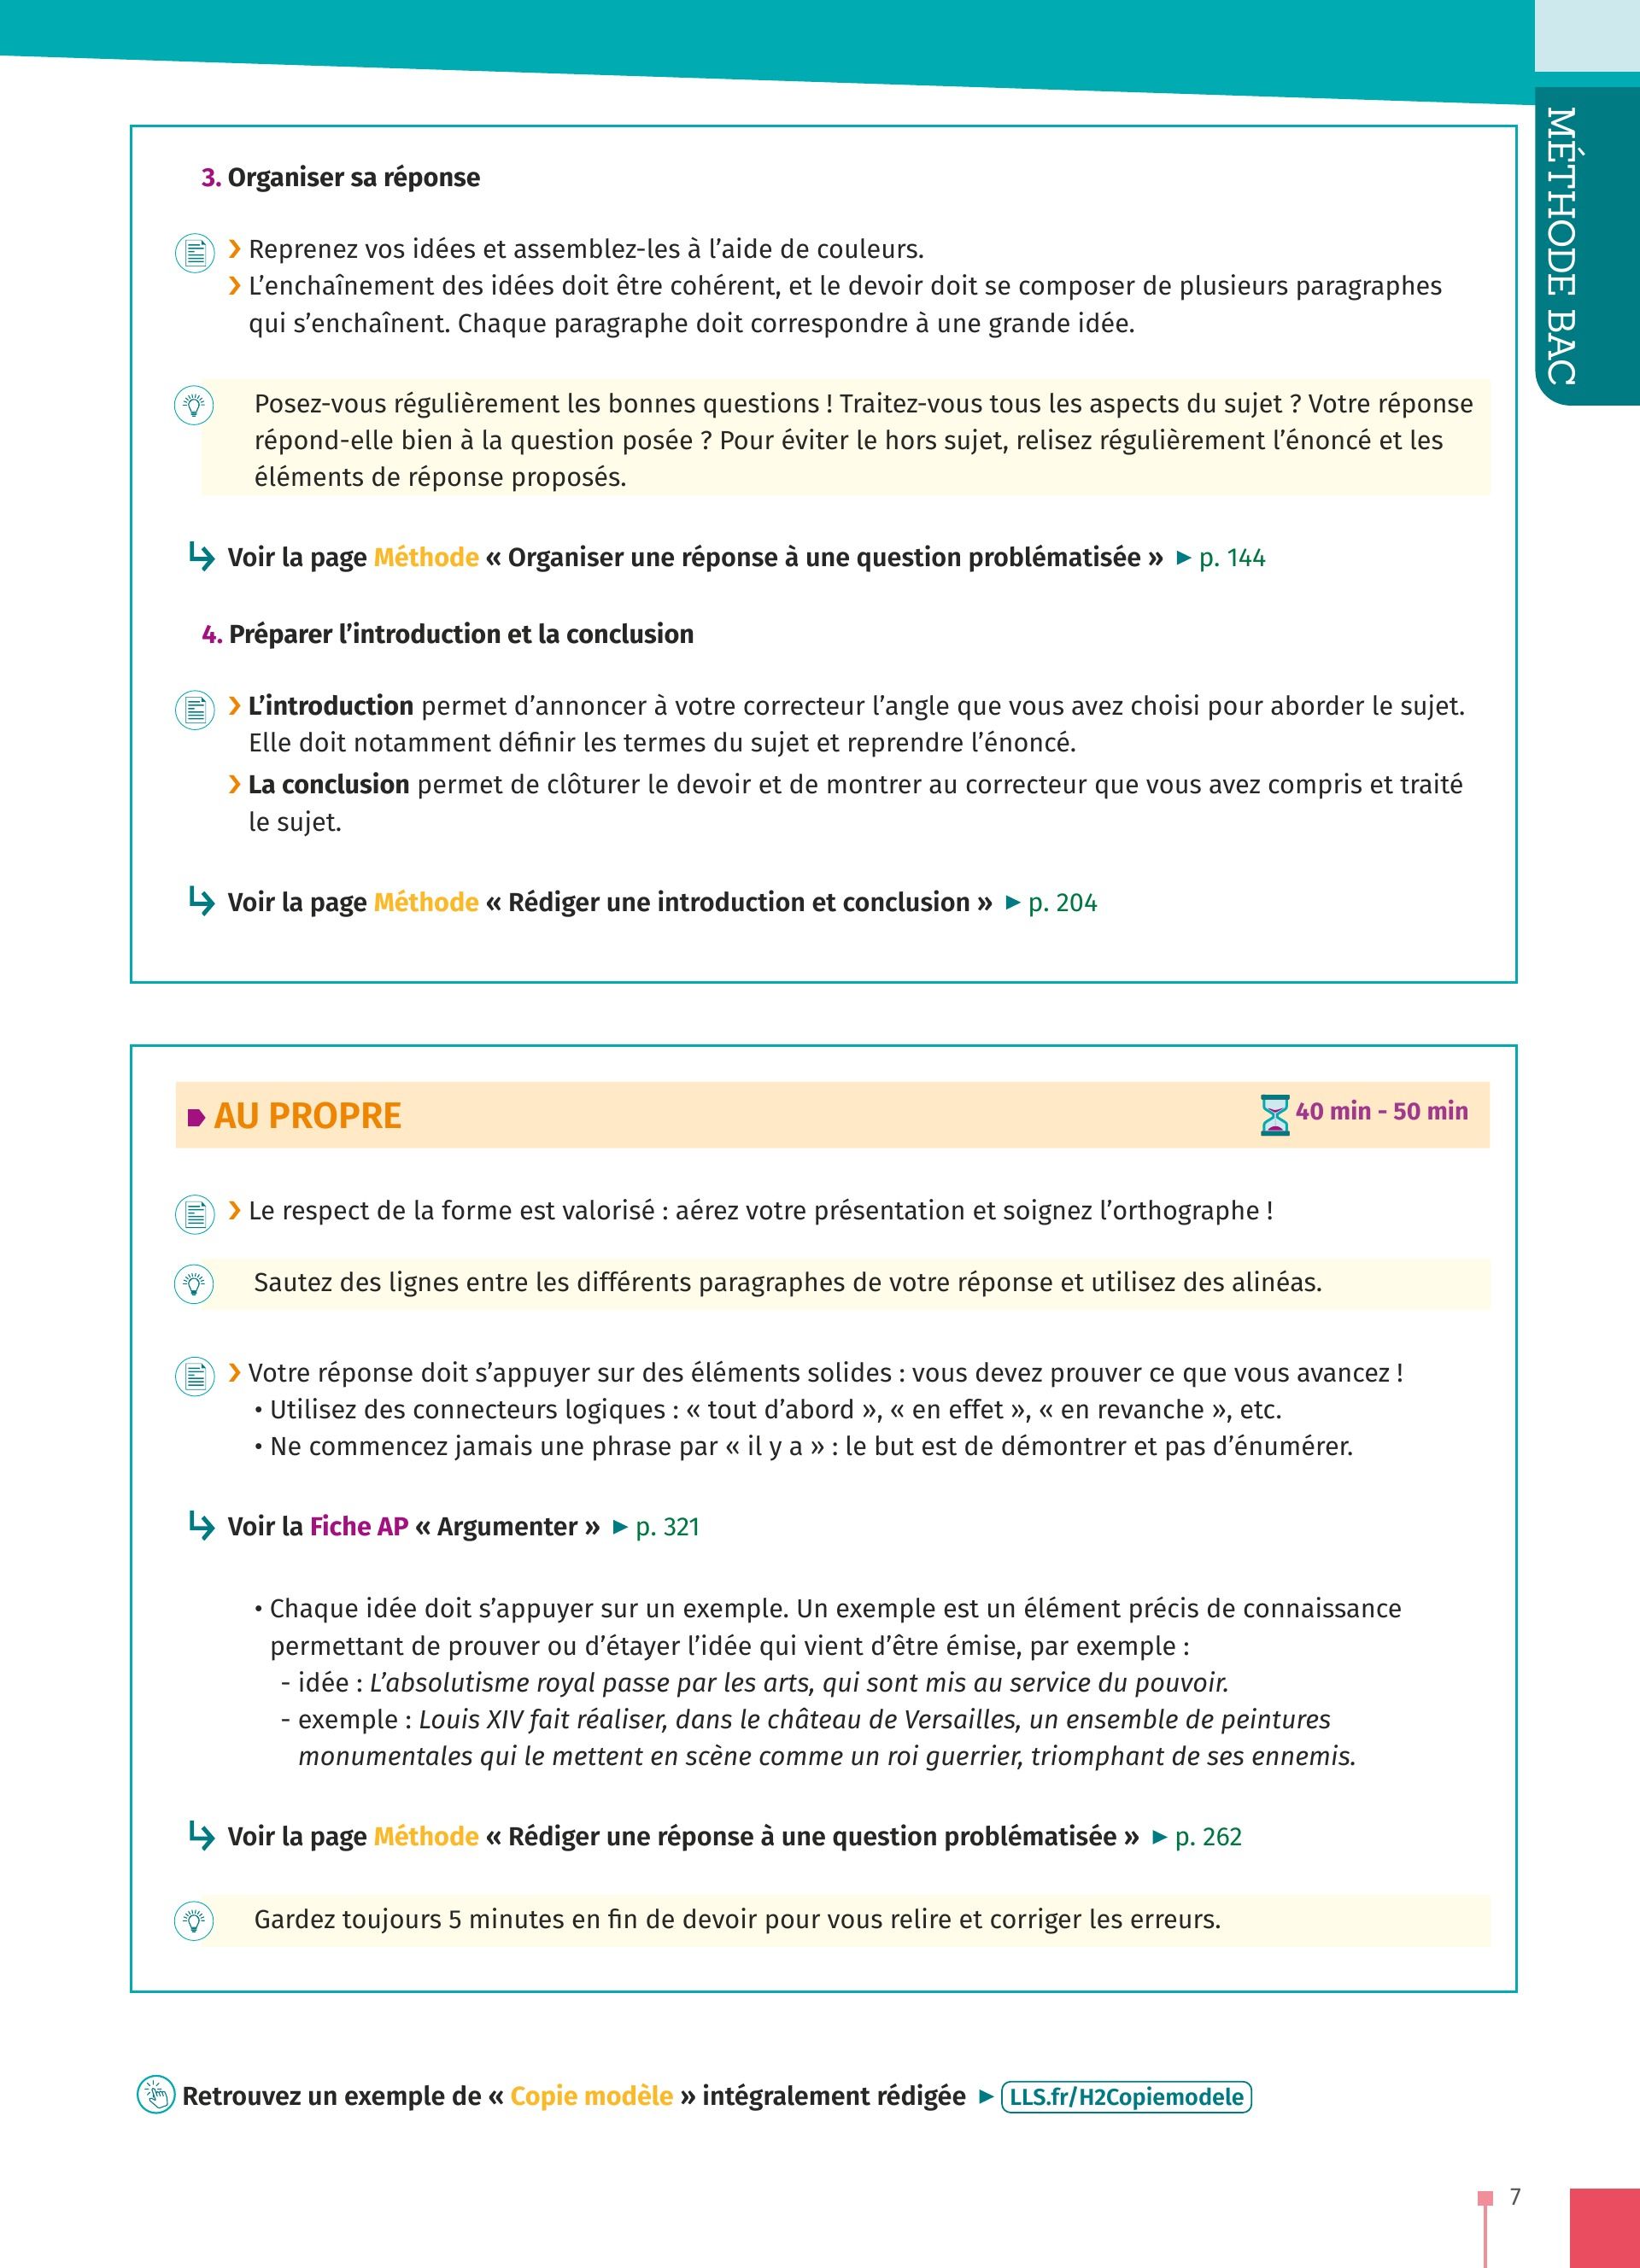 MÉTHODE BAC
3. Organiser sa réponse
› Reprenez vos idées et assemblez-les à l’aide de couleurs.
› L’enchaînement des idées doit être cohérent, et le devoir doit se composer de plusieurs paragraphes
qui s’enchaînent. Chaque paragraphe doit correspondre à une grande idée.
Posez-vous régulièrement les bonnes questions ! Traitez-vous tous les aspects du sujet ? Votre réponse
répond-elle bien à la question posée ? Pour éviter le hors sujet, relisez régulièrement l’énoncé et les
éléments de réponse proposés.
Voir la page Méthode « Organiser une réponse à une question problématisée » ► p. 144
4. Préparer l’introduction et la conclusion
› L’introduction permet d’annoncer à votre correcteur l’angle que vous avez choisi pour aborder le sujet.
Elle doit notamment définir les termes du sujet et reprendre l’énoncé.
› La conclusion permet de clôturer le devoir et de montrer au correcteur que vous avez compris et traité
le sujet.
Voir la page Méthode « Rédiger une introduction et conclusion » ► p. 204
AU PROPRE
40 min - 50 min
› Le respect de la forme est valorisé : aérez votre présentation et soignez l’orthographe !
Sautez des lignes entre les différents paragraphes de votre réponse et utilisez des alinéas.
› Votre réponse doit s’appuyer sur des éléments solides : vous devez prouver ce que vous avancez !
• Utilisez des connecteurs logiques : « tout d’abord », « en effet », « en revanche », etc.
• Ne commencez jamais une phrase par « il y a » : le but est de démontrer et pas d’énumérer.
Voir la Fiche AP « Argumenter » ► p. 321
• Chaque idée doit s’appuyer sur un exemple. Un exemple est un élément précis de connaissance
permettant de prouver ou d’étayer l’idée qui vient d’être émise, par exemple :
- idée : L’absolutisme royal passe par les arts, qui sont mis au service du pouvoir.
- exemple : Louis XIV fait réaliser, dans le château de Versailles, un ensemble de peintures
monumentales qui le mettent en scène comme un roi guerrier, triomphant de ses ennemis.
Voir la page Méthode « Rédiger une réponse à une question problématisée » ► p. 262
Gardez toujours 5 minutes en fin de devoir pour vous relire et corriger les erreurs.
Retrouvez un exemple de « Copie modèle » intégralement rédigée ► LLS.fr/H2Copiemodele
7